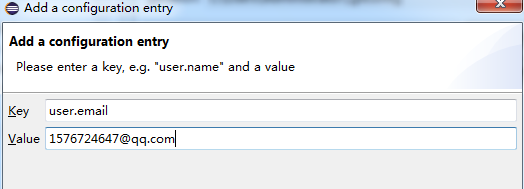 Add a configuration entry
Add a configuration entry
Please enter a key, e.g. "user.name" and a value
Key user.email
Value 1576724647@qq.com